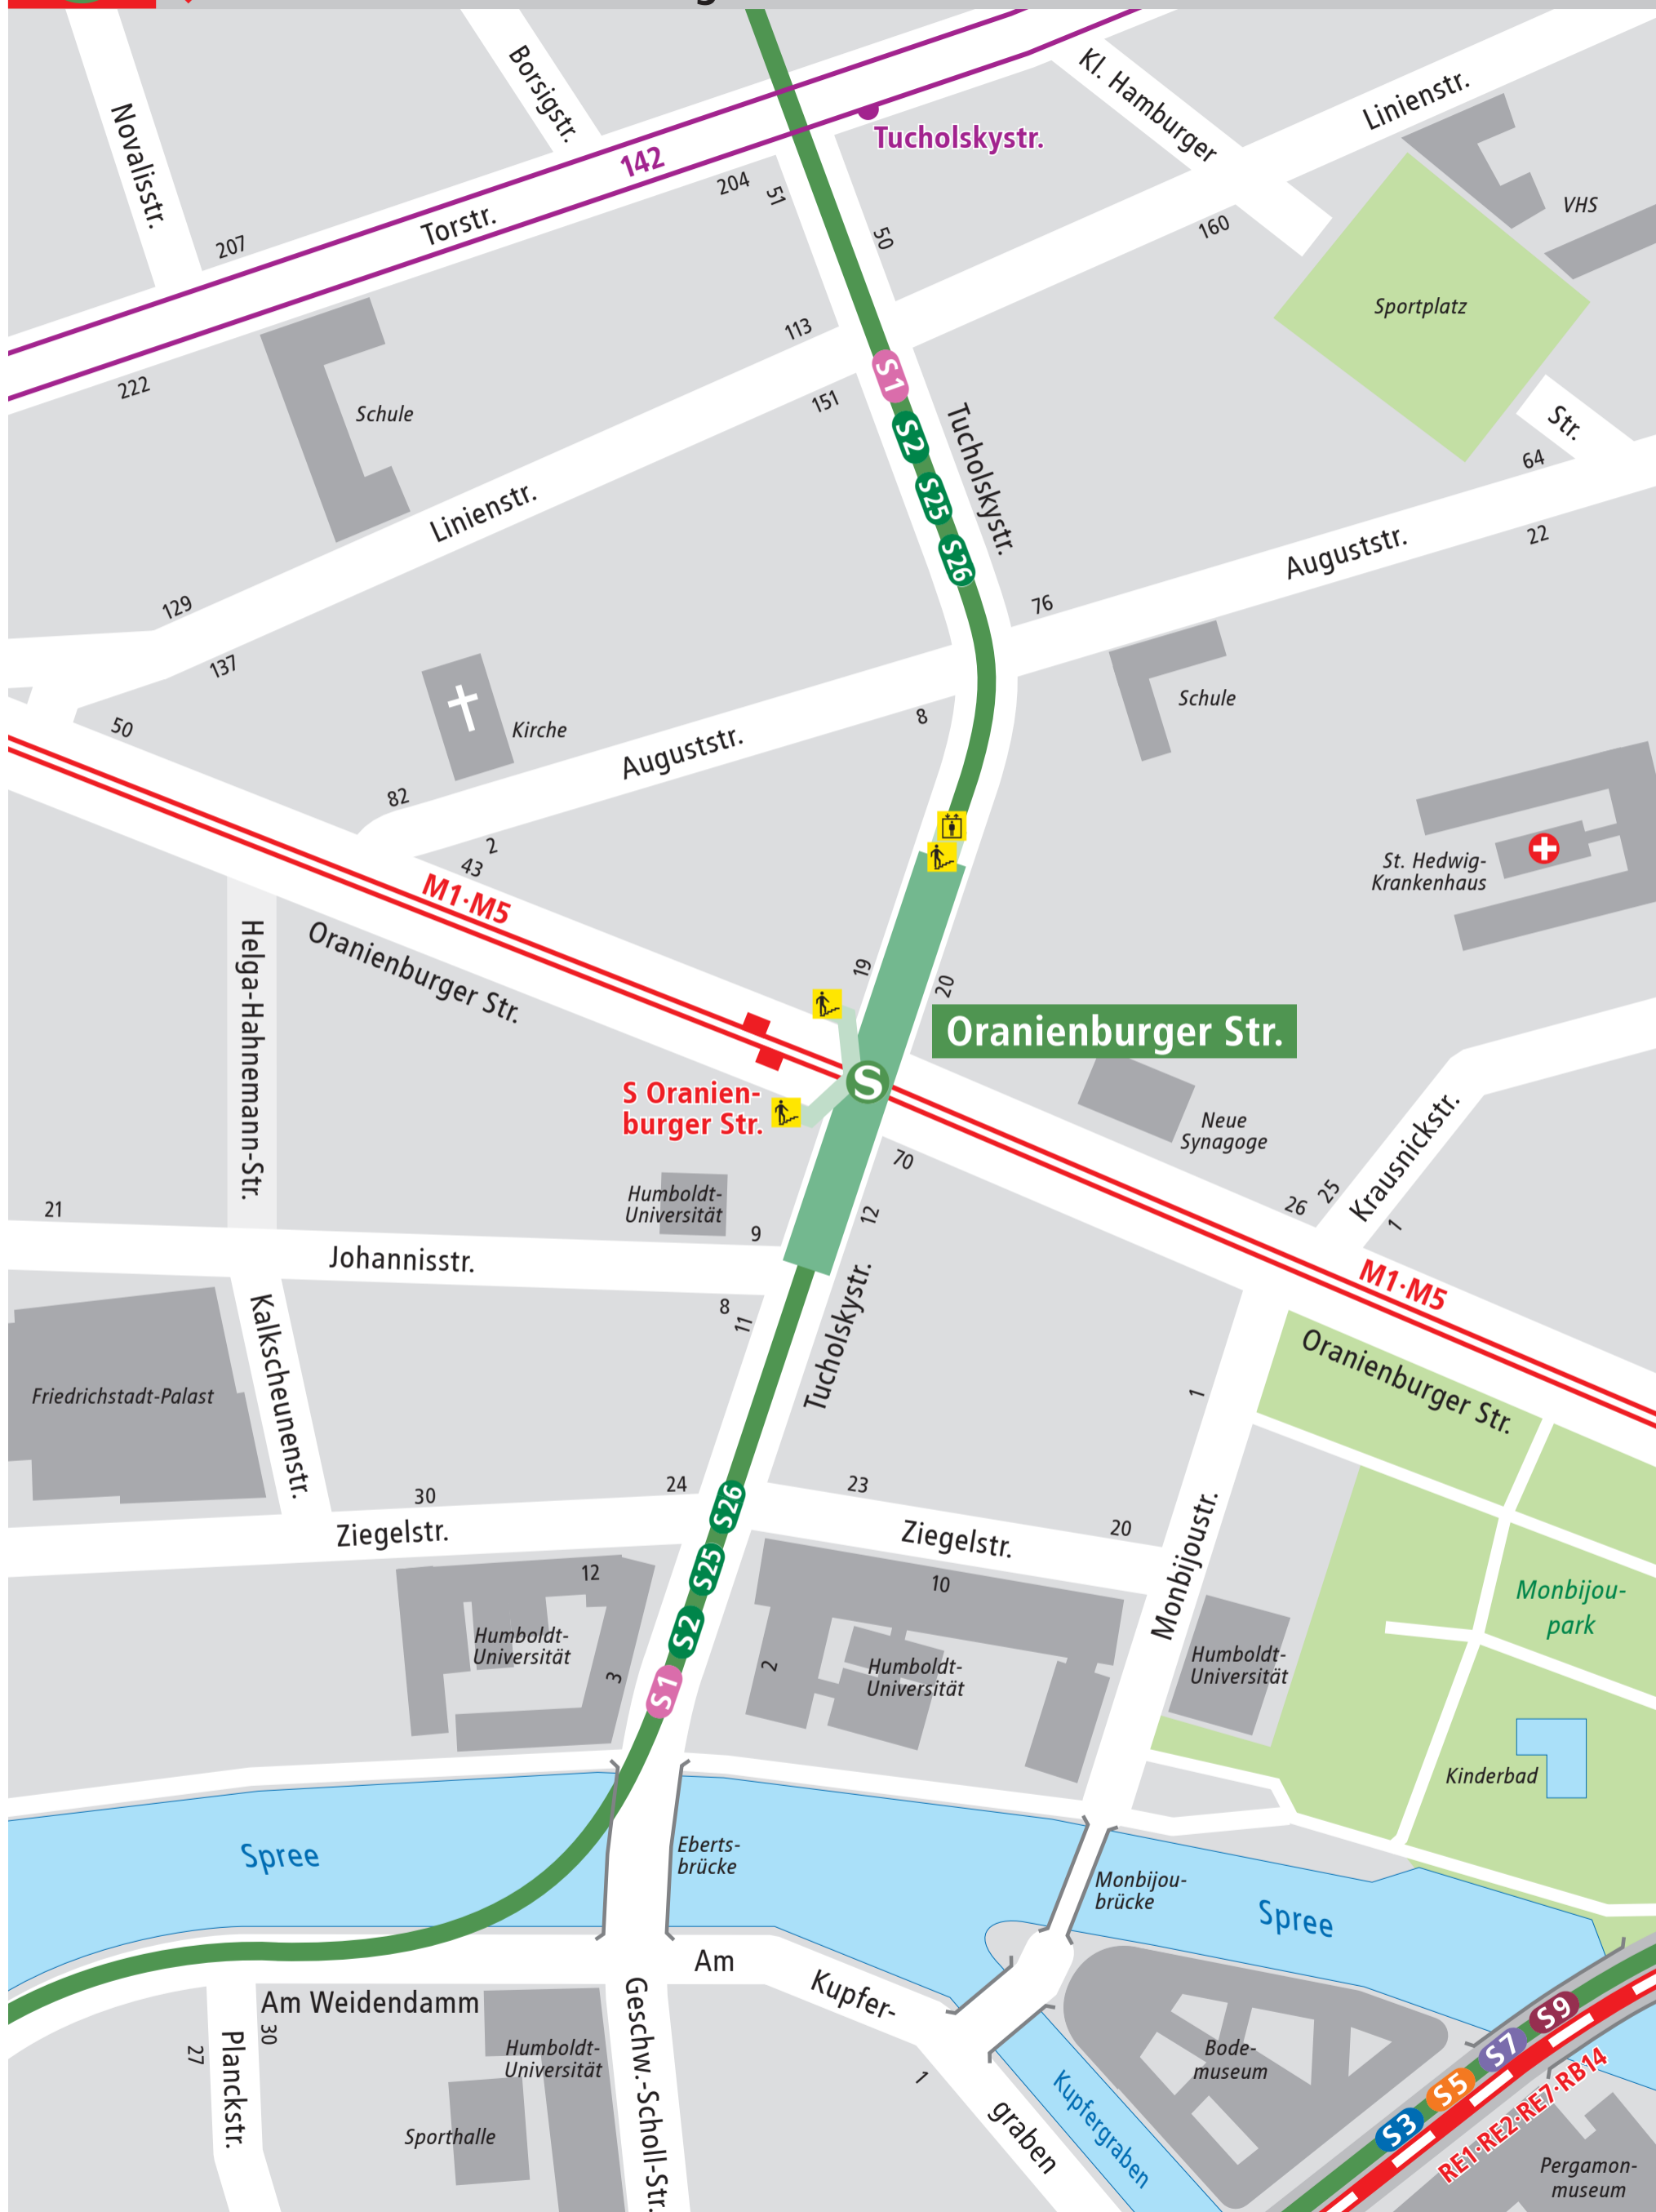 Novalisstr.
Borsigstr.
Kl. Hamburger
Linienstr.
142
Tucholskystr.
Torstr.
204
51
50
207
160
VHS
Sportplatz
222
Schule
113
151
S1
S2
S25
S26
Tucholskystr.
Str.
64
22
Linienstr.
Auguststr.
129
137
76
Schule
50
Kirche
Auguststr.
8
82
2
43
M1·M5
St. Hedwig-
Krankenhaus
Helga-Hahnemann-Str.
Oranienburger Str.
19
20
Oranienburger Str.
S
S Oranien-
burger Str.
Neue
Synagoge
Krausnickstr.
70
26
25
1
Humboldt-
Universität
21
9
12
Johannisstr.
M1·M5
8
11
Kalkscheunenstr.
Tucholskystr.
Oranienburger Str.
Friedrichstadt-Palast
1
30
24
23
20
S26
Ziegelstr.
Ziegelstr.
Monbijoustr.
S25
12
10
Monbijou-
park
S2
Humboldt-
Universität
3
2
Humboldt-
Universität
Humboldt-
Universität
S1
Kinderbad
Spree
Eberts-
brücke
Monbijou-
brücke
Spree
Am
Kupfer-
graben
Am Weidendamm
Planckstr.
27
30
Humboldt-
Universität
Geschw.-Scholl-Str.
1
Kupfergraben
Bode-
museum
S9
S7
S5
S3
RE1·RE2·RE7·RB14
Sporthalle
Pergamon-
museum